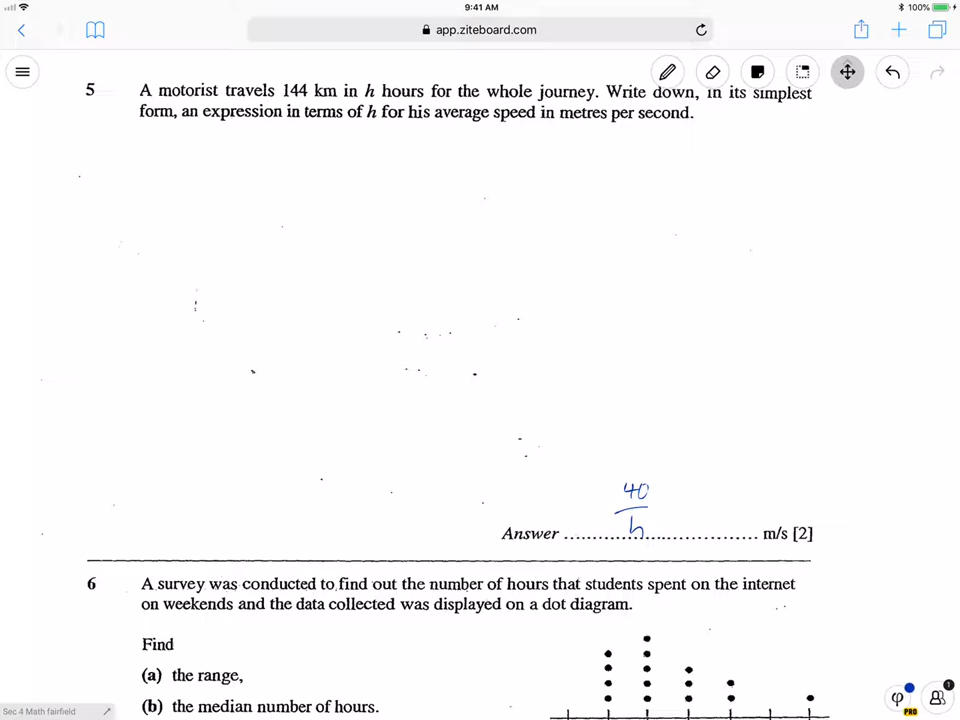 9:41 AM
100%
app.ziteboard.com
5 A motorist travels 144 km in h hours for the whole journey. Write down, in its simplest
form, an expression in terms of h for his average speed in metres per second.
40
h
Answer .................................... m/s [2]
6 A survey was conducted to find out the number of hours that students spent on the internet
on weekends and the data collected was displayed on a dot diagram.
Find
(a) the range,
(b) the median number of hours.
Sec 4 Math fairfield
φ
PRO
1